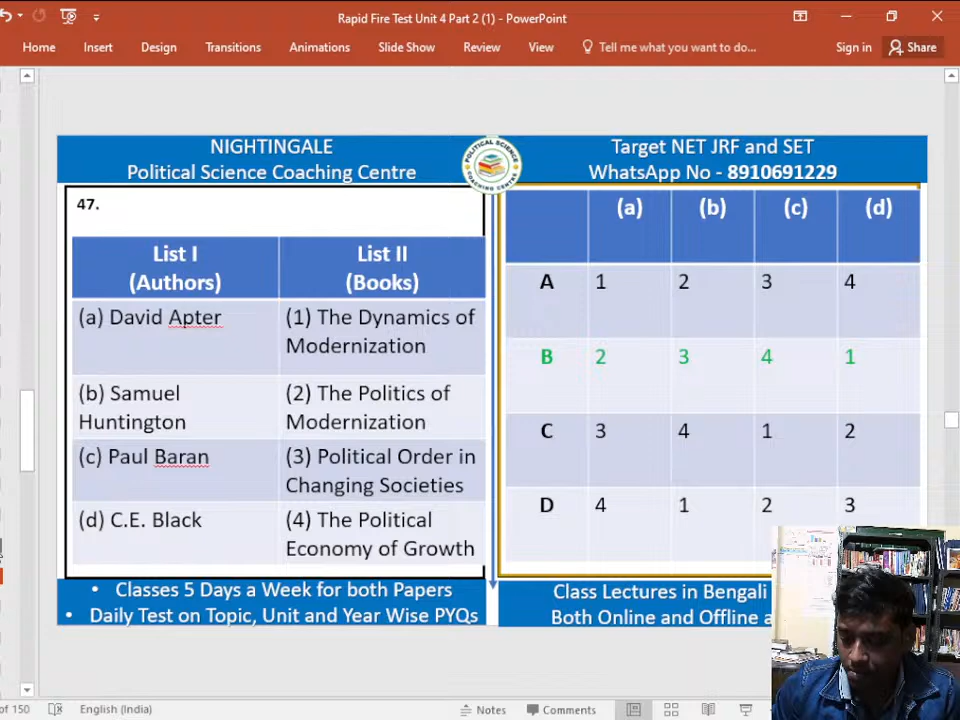 Rapid Fire Test Unit 4 Part 2 (1) - PowerPoint
Home Insert Design Transitions Animations Slide Show Review View Tell me what you want to do... Sign in Share
NIGHTINGALE
Political Science Coaching Centre
POLITICAL SCIENCE
COACHING CENTRE
Target NET JRF and SET
WhatsApp No - 8910691229
47.
List I
(Authors)
List II
(Books)
(a) David Apter
(1) The Dynamics of
Modernization
(b) Samuel
Huntington
(2) The Politics of
Modernization
(c) Paul Baran
(3) Political Order in
Changing Societies
(d) C.E. Black
(4) The Political
Economy of Growth
(a) (b) (c) (d)
A 1 2 3 4
B 2 3 4 1
C 3 4 1 2
D 4 1 2 3
• Classes 5 Days a Week for both Papers
• Daily Test on Topic, Unit and Year Wise PYQs
Class Lectures in Bengali
Both Online and Offline a
of 150 English (India) Notes Comments